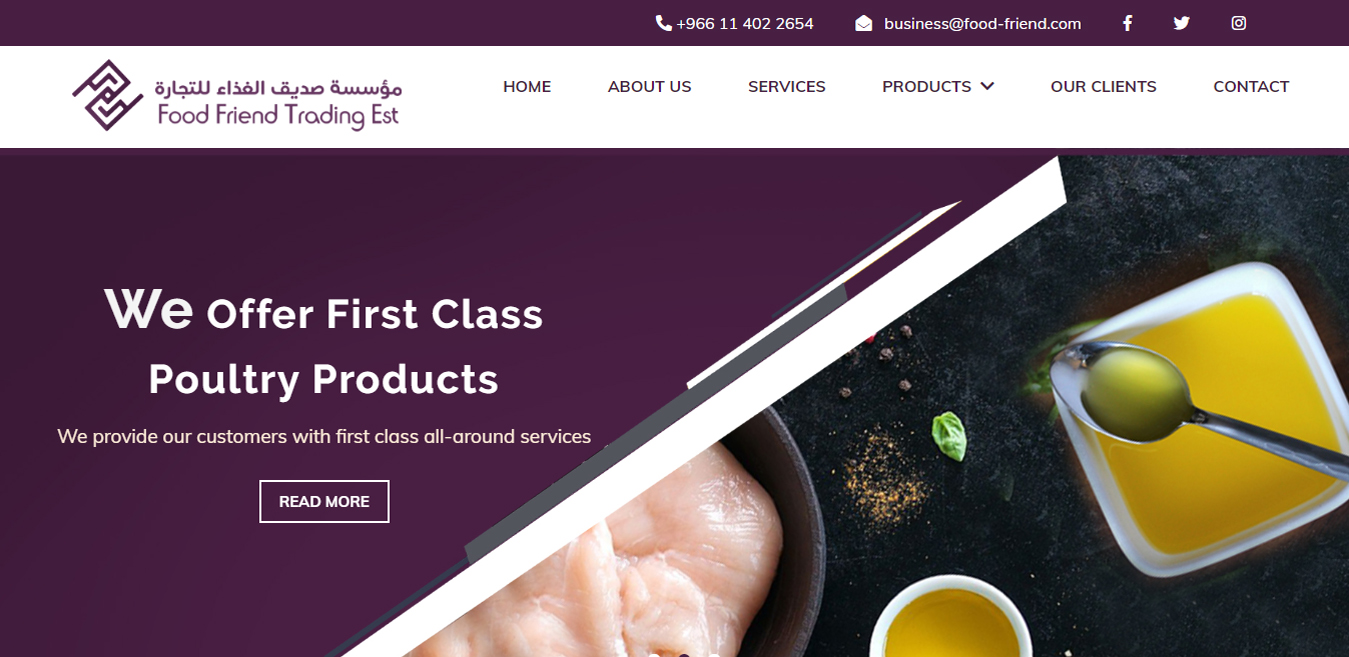 +966 11 402 2654 business@food-friend.com
مؤسسة صديق الغذاء للتجارة
Food Friend Trading Est
HOME ABOUT US SERVICES PRODUCTS OUR CLIENTS CONTACT
We Offer First Class
Poultry Products
We provide our customers with first class all-around services
READ MORE